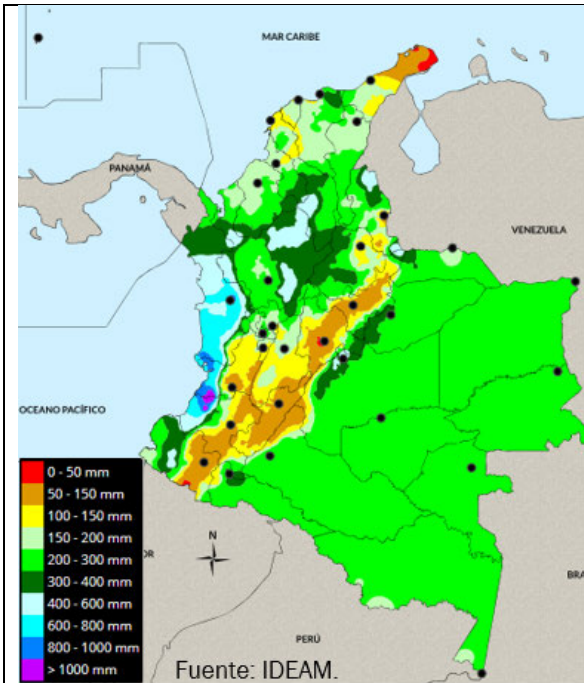 MAR CARIBE
PANAMÁ
VENEZUELA
OCEANO PACÍFICO
0 - 50 mm
50 - 150 mm
100 - 150 mm
150 - 200 mm
200 - 300 mm
300 - 400 mm
400 - 600 mm
600 - 800 mm
800 - 1000 mm
> 1000 mm
OR
N
BRA
PERÚ
Fuente: IDEAM.